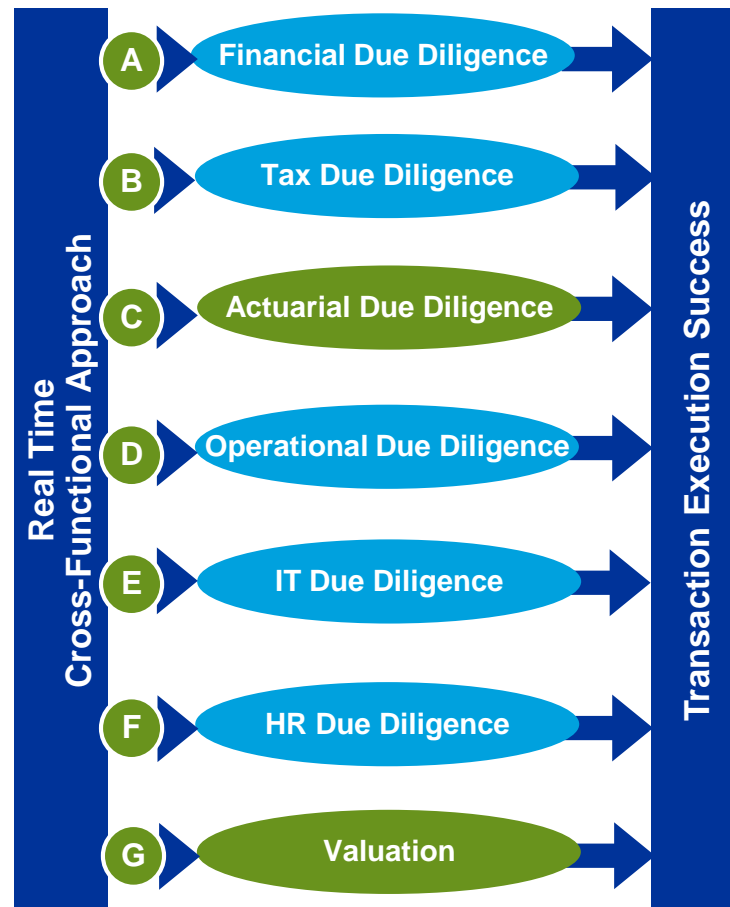 Real Time
Cross-Functional Approach
A
Financial Due Diligence
B
Tax Due Diligence
C
Actuarial Due Diligence
D
Operational Due Diligence
E
IT Due Diligence
F
HR Due Diligence
G
Valuation
Transaction Execution Success